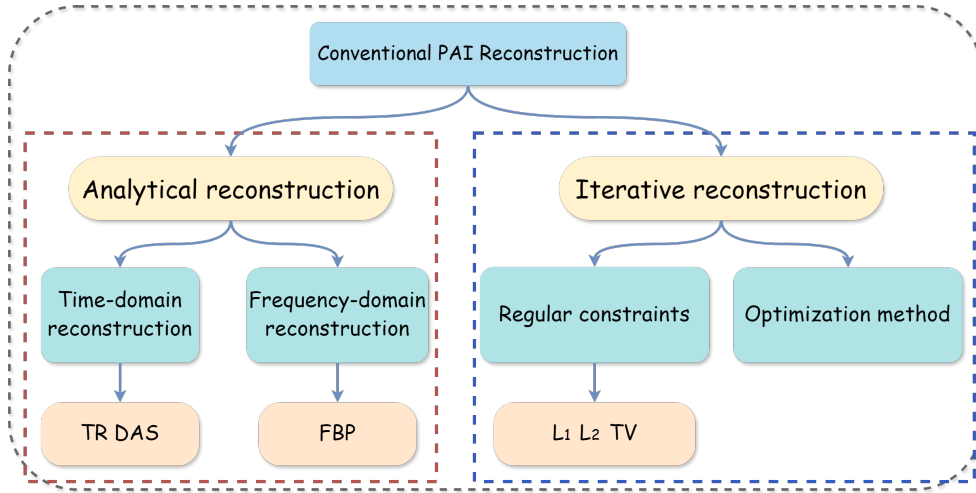 Conventional PAI Reconstruction
Analytical reconstruction
Iterative reconstruction
Time-domain
reconstruction
Frequency-domain
reconstruction
Regular constraints
Optimization method
TR DAS
FBP
L₁ L₂ TV